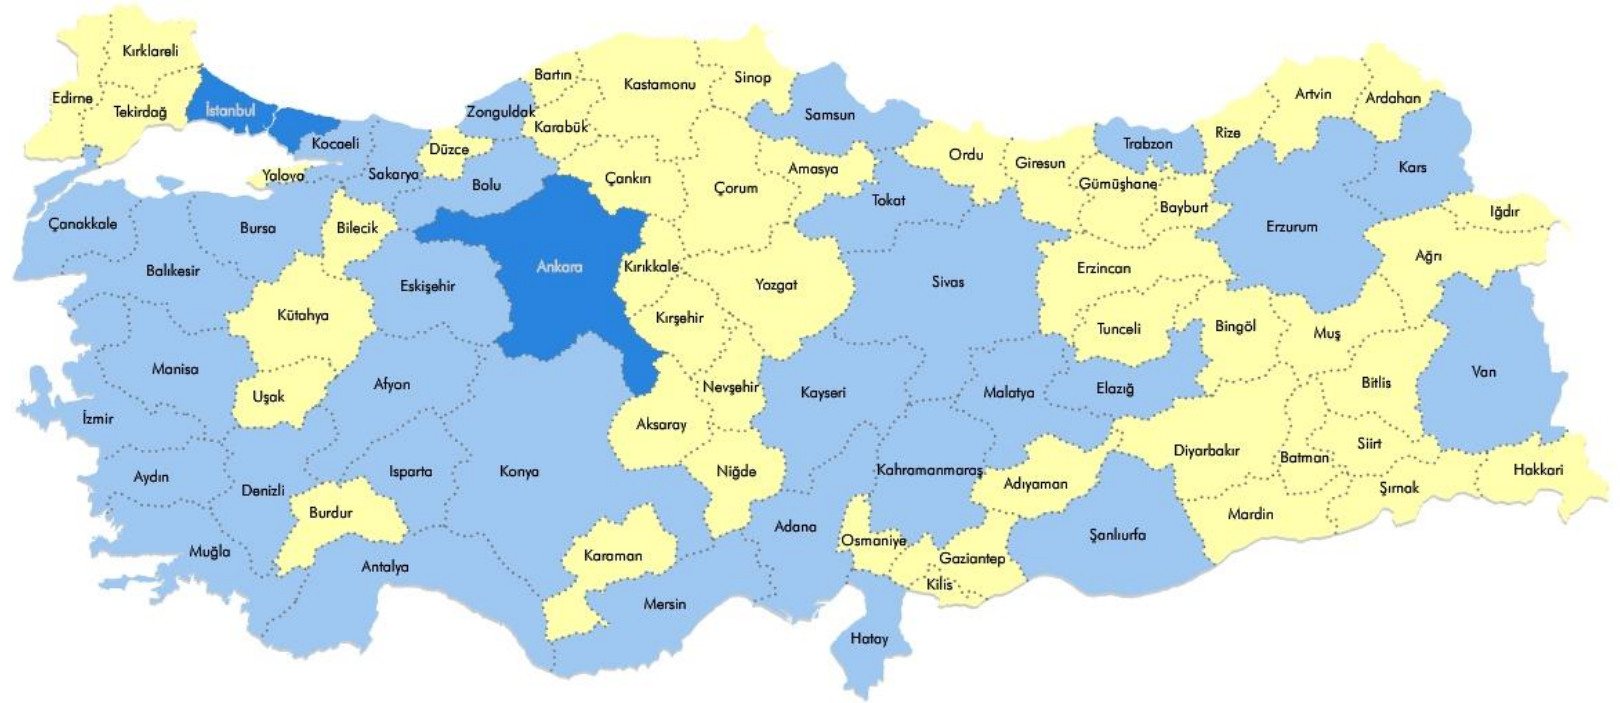 Kırklareli
Edirne
Tekirdağ
İstanbul
Kocaeli
Yalova
Sakarya
Düzce
Zonguldak
Bolu
Bartın
Karabük
Kastamonu
Sinop
Çankırı
Çorum
Samsun
Amasya
Tokat
Ordu
Giresun
Gümüşhane
Trabzon
Bayburt
Rize
Artvin
Ardahan
Kars
Iğdır
Ağrı
Erzurum
Erzincan
Çanakkale
Balıkesir
Bursa
Bilecik
Eskişehir
Kütahya
Ankara
Kırıkkale
Kırşehir
Yozgat
Sivas
Tunceli
Bingöl
Muş
Bitlis
Van
Manisa
Uşak
Afyon
İzmir
Aydın
Denizli
Isparta
Burdur
Muğla
Antalya
Konya
Aksaray
Nevşehir
Niğde
Kayseri
Karaman
Mersin
Adana
Kahramanmaraş
Malatya
Elazığ
Adıyaman
Osmaniye
Gaziantep
Kilis
Hatay
Şanlıurfa
Diyarbakır
Mardin
Batman
Siirt
Şırnak
Hakkari